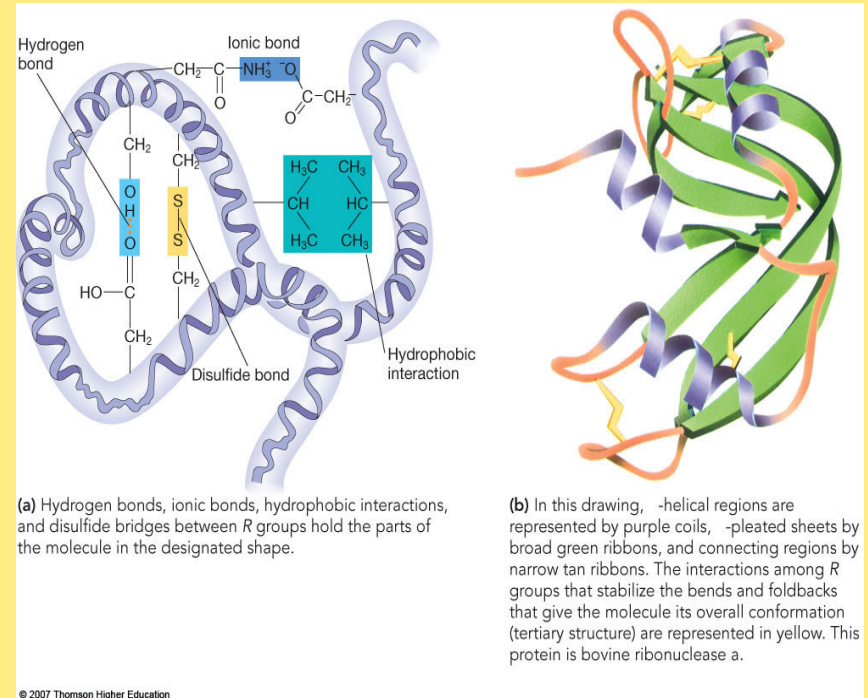 Hydrogen
bond
Ionic bond
CH₂—C—NH₃⁺ ⁻O
O
C—CH₂
O
CH₂
CH₂
H₃C CH₃
O
H
S
CH HC
O
S
H₃C CH₃
HO—C
CH₂
CH₂
Disulfide bond
Hydrophobic
interaction
(a) Hydrogen bonds, ionic bonds, hydrophobic interactions,
and disulfide bridges between R groups hold the parts of
the molecule in the designated shape.
(b) In this drawing, -helical regions are
represented by purple coils, -pleated sheets by
broad green ribbons, and connecting regions by
narrow tan ribbons. The interactions among R
groups that stabilize the bends and foldbacks
that give the molecule its overall conformation
(tertiary structure) are represented in yellow. This
protein is bovine ribonuclease a.
© 2007 Thomson Higher Education